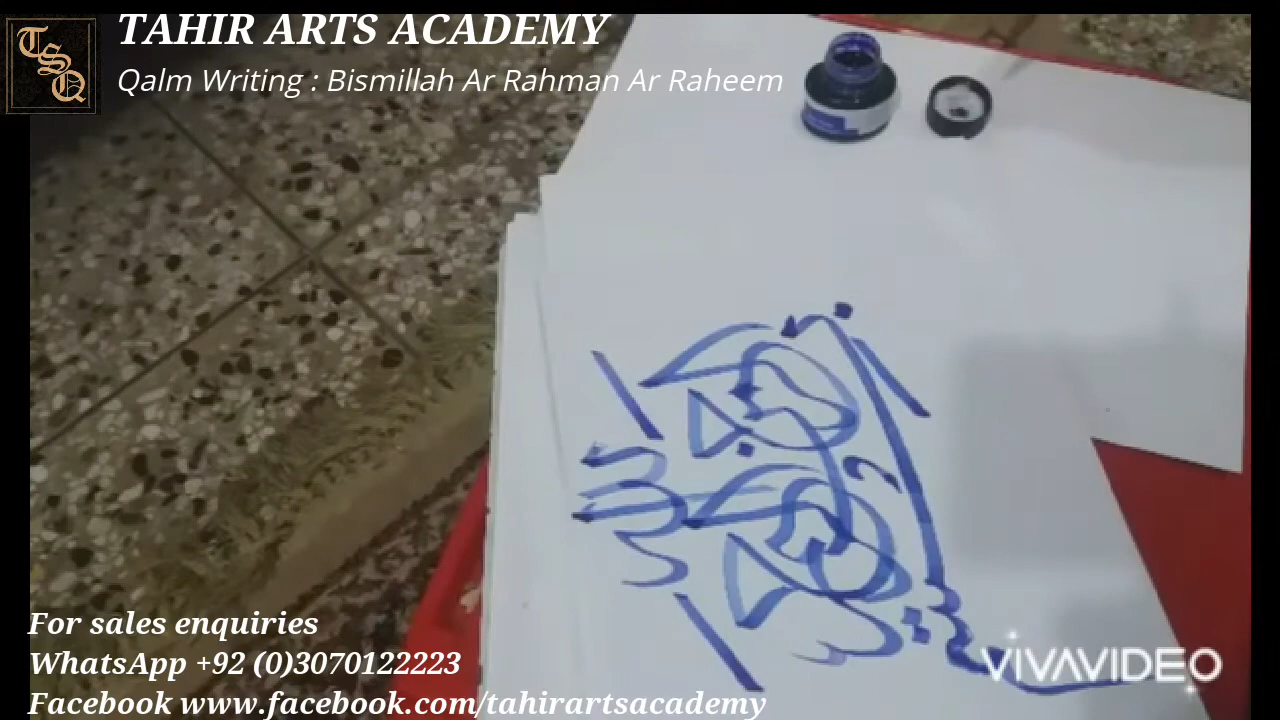 TAHIR ARTS ACADEMY
Qalm Writing : Bismillah Ar Rahman Ar Raheem
TSQ
For sales enquiries
WhatsApp +92 (0)3070122223
Facebook www.facebook.com/tahirartsacademy
VIVAVIDEO